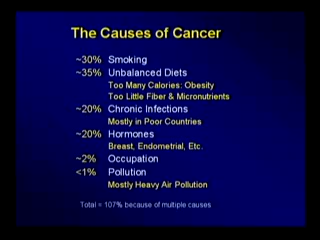 The Causes of Cancer
~30% Smoking
~35% Unbalanced Diets
Too Many Calories: Obesity
Too Little Fiber & Micronutrients
~20% Chronic Infections
Mostly in Poor Countries
~20% Hormones
Breast, Endometrial, Etc.
~2% Occupation
<1% Pollution
Mostly Heavy Air Pollution
Total = 107% because of multiple causes